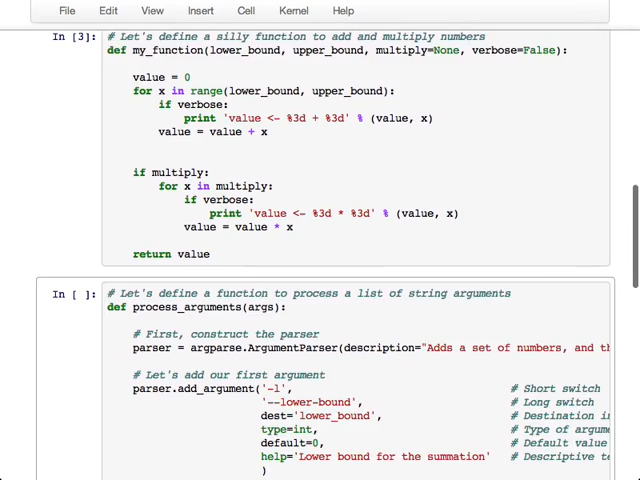 File Edit View Insert Cell Kernel Help
In [3]: # Let's define a silly function to add and multiply numbers
def my_function(lower_bound, upper_bound, multiply=None, verbose=False):
value = 0
for x in range(lower_bound, upper_bound):
if verbose:
print 'value <- %3d + %3d' % (value, x)
value = value + x
if multiply:
for x in multiply:
if verbose:
print 'value <- %3d * %3d' % (value, x)
value = value * x
return value
In [ ]: # Let's define a function to process a list of string arguments
def process_arguments(args):
# First, construct the parser
parser = argparse.ArgumentParser(description="Adds a set of numbers, and th
# Let's add our first argument
parser.add_argument('-l', # Short switch
'--lower-bound', # Long switch
dest='lower_bound', # Destination in
type=int, # Type of argume
default=0, # Default value
help='Lower bound for the summation' # Descriptive te
)